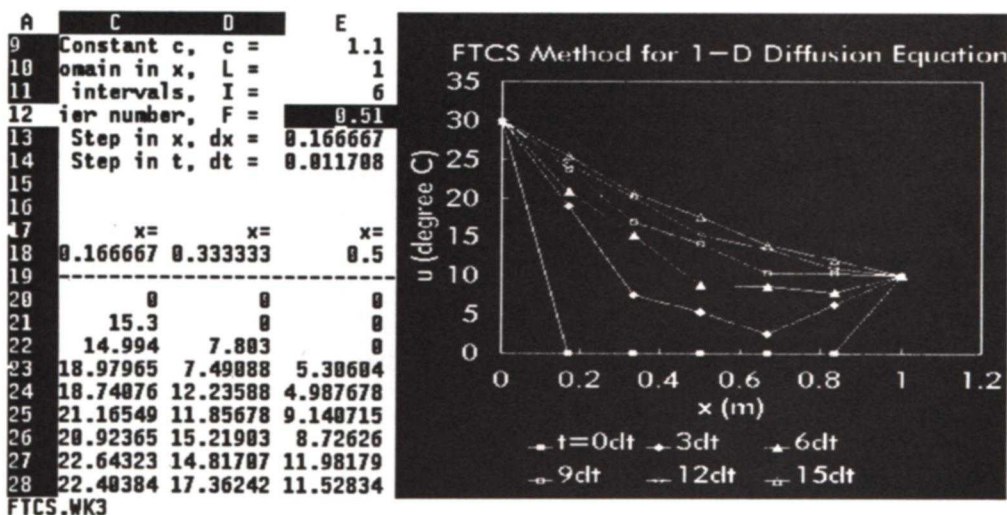 A C D E
9 Constant c, c = 1.1
10 omain in x, L = 1
11 intervals, I = 6
12 ier number, F = 0.51
13 Step in x, dx = 0.166667
14 Step in t, dt = 0.011708
15
16
17 x= x= x=
18 0.166667 0.333333 0.5
19 --------------------------------
20 0 0 0
21 15.3 0 0
22 14.994 7.803 0
23 18.97965 7.49088 5.30604
24 18.74076 12.23588 4.987678
25 21.16549 11.85678 9.140715
26 20.92365 15.21903 8.72626
27 22.64323 14.81707 11.98179
28 22.40384 17.36242 11.52834
FTCS.WK3
FTCS Method for 1-D Diffusion Equation
35
30
25
20
15
10
5
0
u (degree C)
0 0.2 0.4 0.6 0.8 1 1.2
x (m)
t=0dt 3dt 6dt
9dt 12dt 15dt